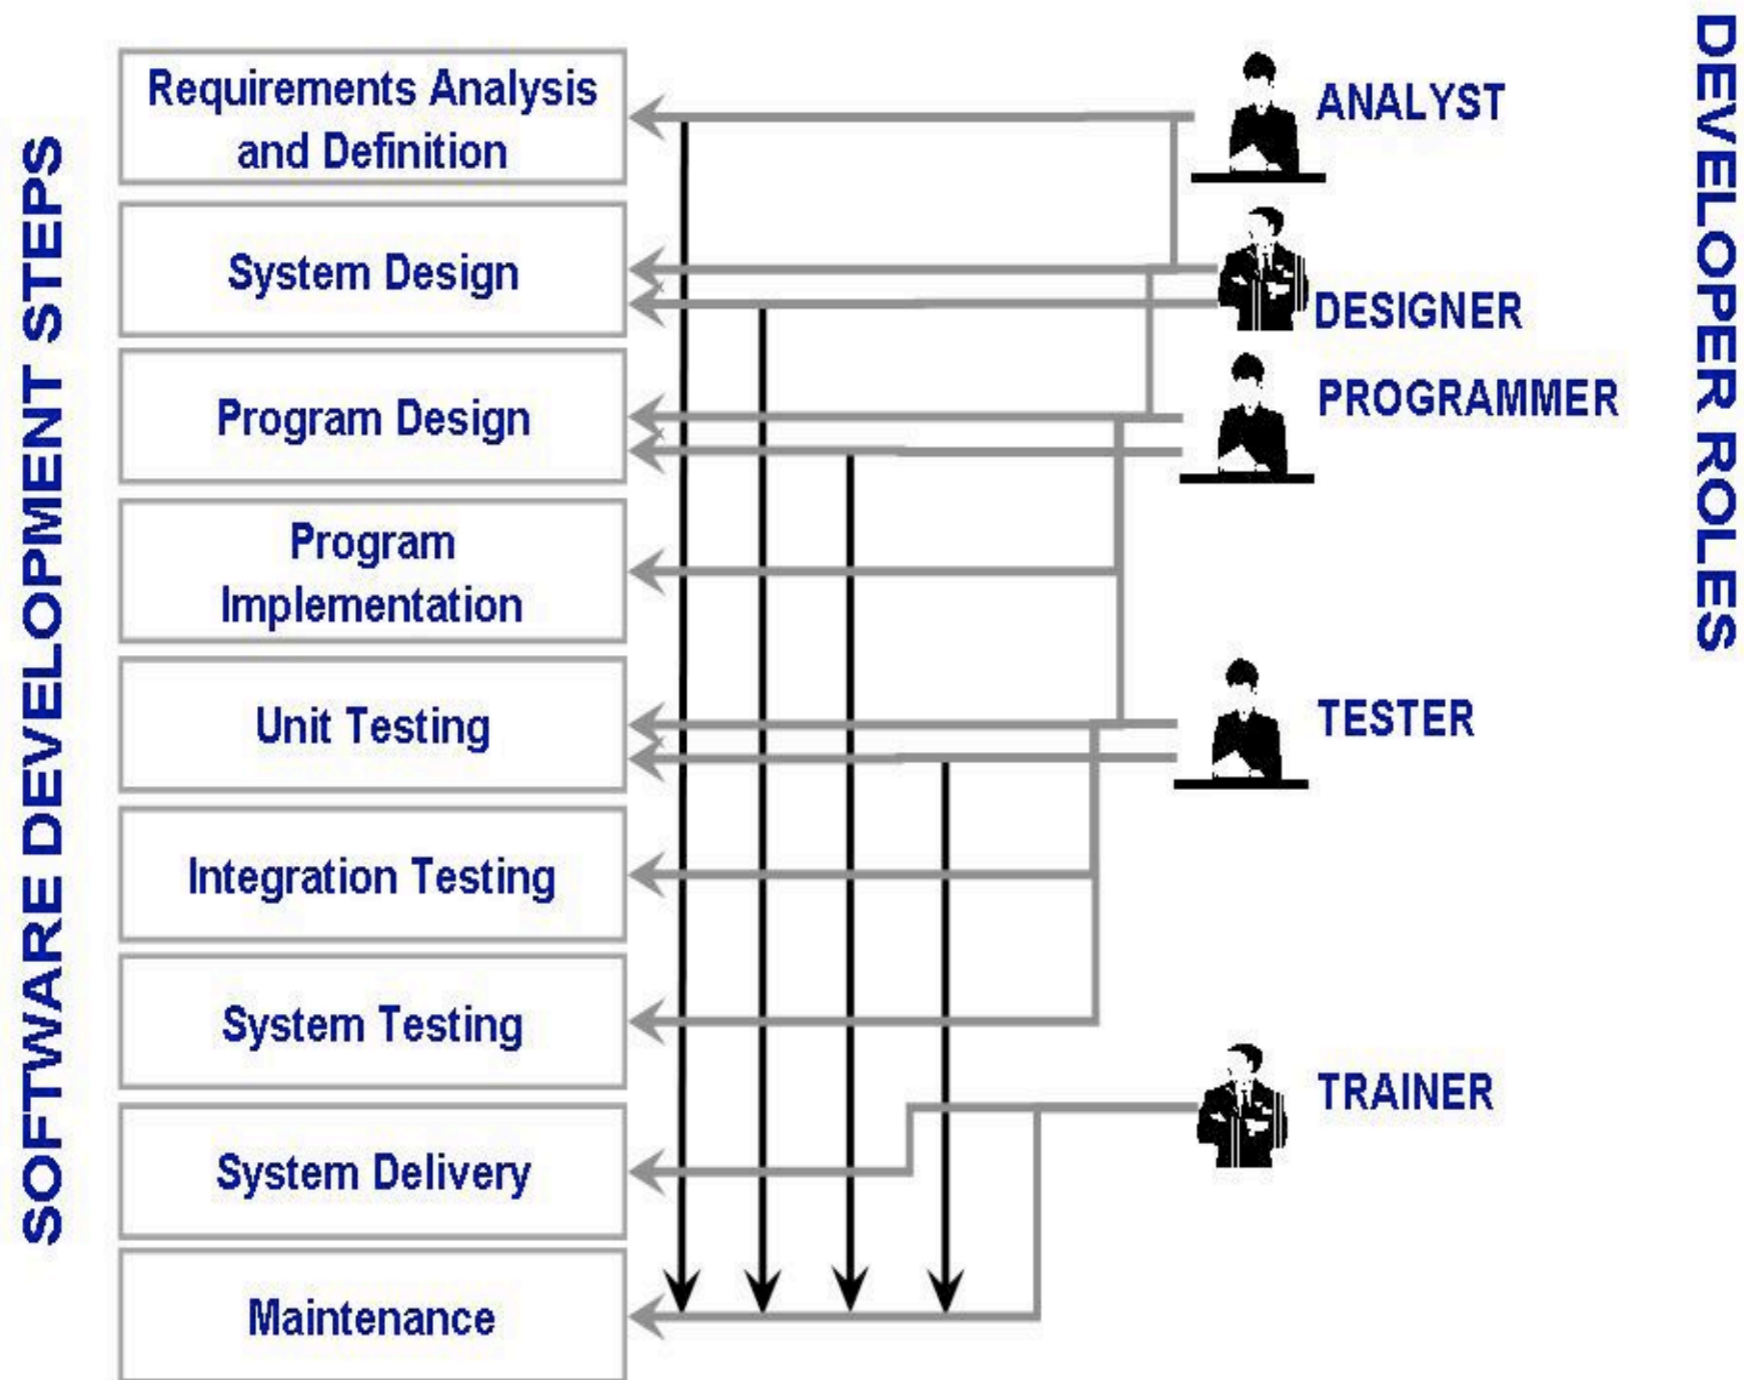 SOFTWARE DEVELOPMENT STEPS
Requirements Analysis
and Definition
System Design
Program Design
Program
Implementation
Unit Testing
Integration Testing
System Testing
System Delivery
Maintenance
ANALYST
DESIGNER
PROGRAMMER
TESTER
TRAINER
DEVELOPER ROLES